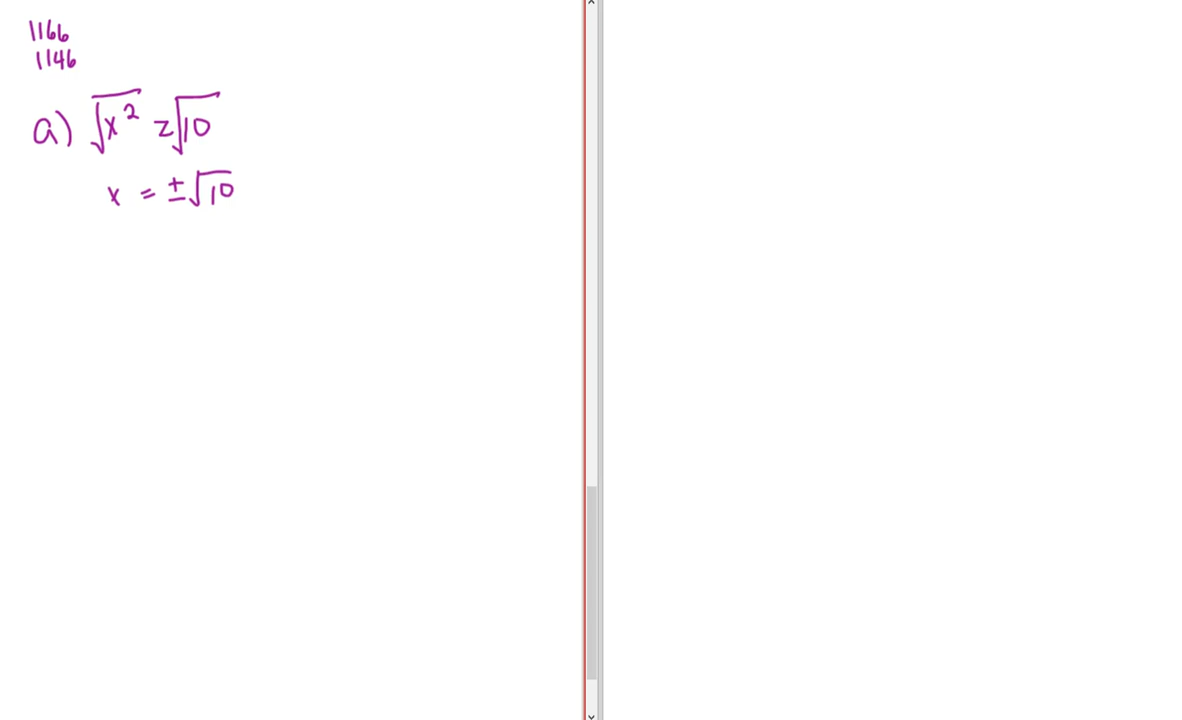 1166
1146
a) √x² = √10
x = ±√10